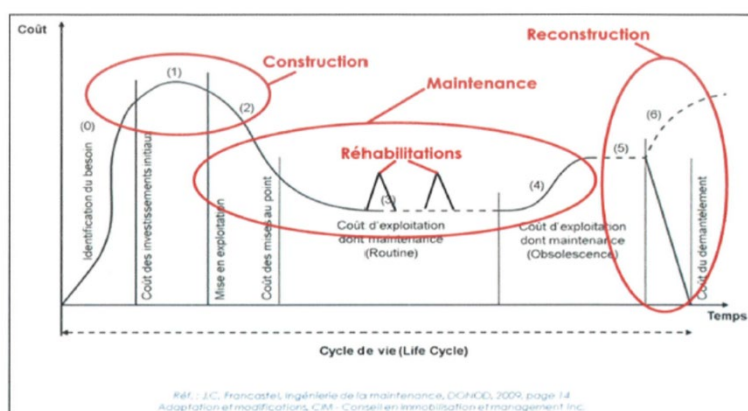 Coût
Reconstruction
Construction
(1)
Maintenance
(2)
(6)
(0)
Réhabilitations
(5)
(3)
(4)
Identification du besoin
Coût des investissements initiaux
Mise en exploitation
Coût des mises au point
Coût d'exploitation
dont maintenance
(Routine)
Coût d'exploitation
dont maintenance
(Obsolescence)
Coût du démantèlement
Temps
Cycle de vie (Life Cycle)
Réf. : J.C. Francastel, Ingénierie de la maintenance, DUNOD, 2009, page 14
Adaptation et modifications, CIM - Conseil en immobilisation et management Inc.